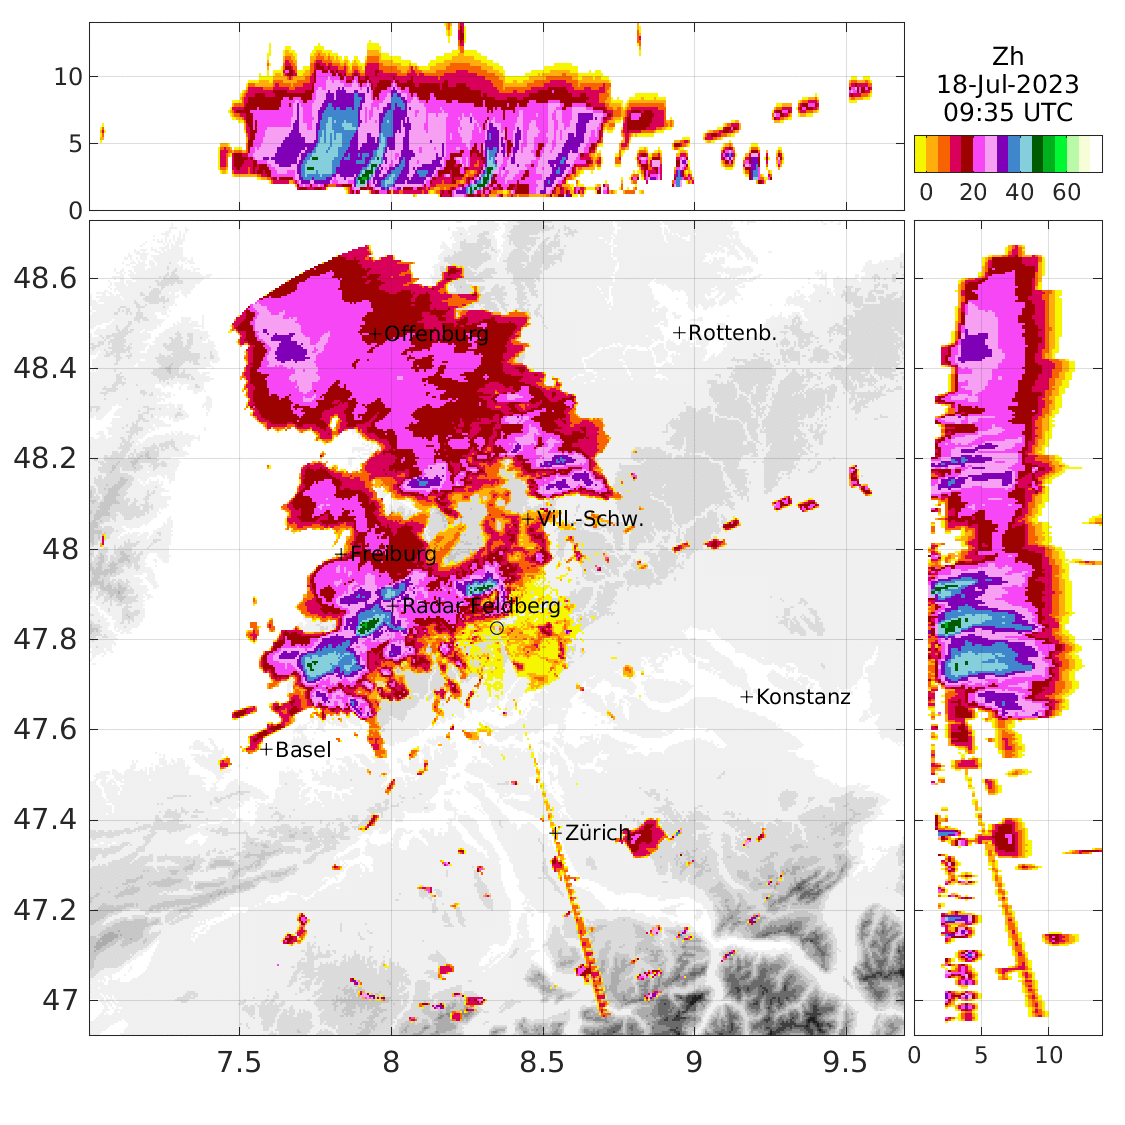 10
5
0
Zh
18-Jul-2023
09:35 UTC
0 20 40 60
48.6
48.4
48.2
48
47.8
47.6
47.4
47.2
47
+Offenburg
+Rottenb.
+Vill.-Schw.
+Freiburg
+Radar Feldberg
+Konstanz
+Basel
+Zürich
7.5 8 8.5 9 9.5
0 5 10